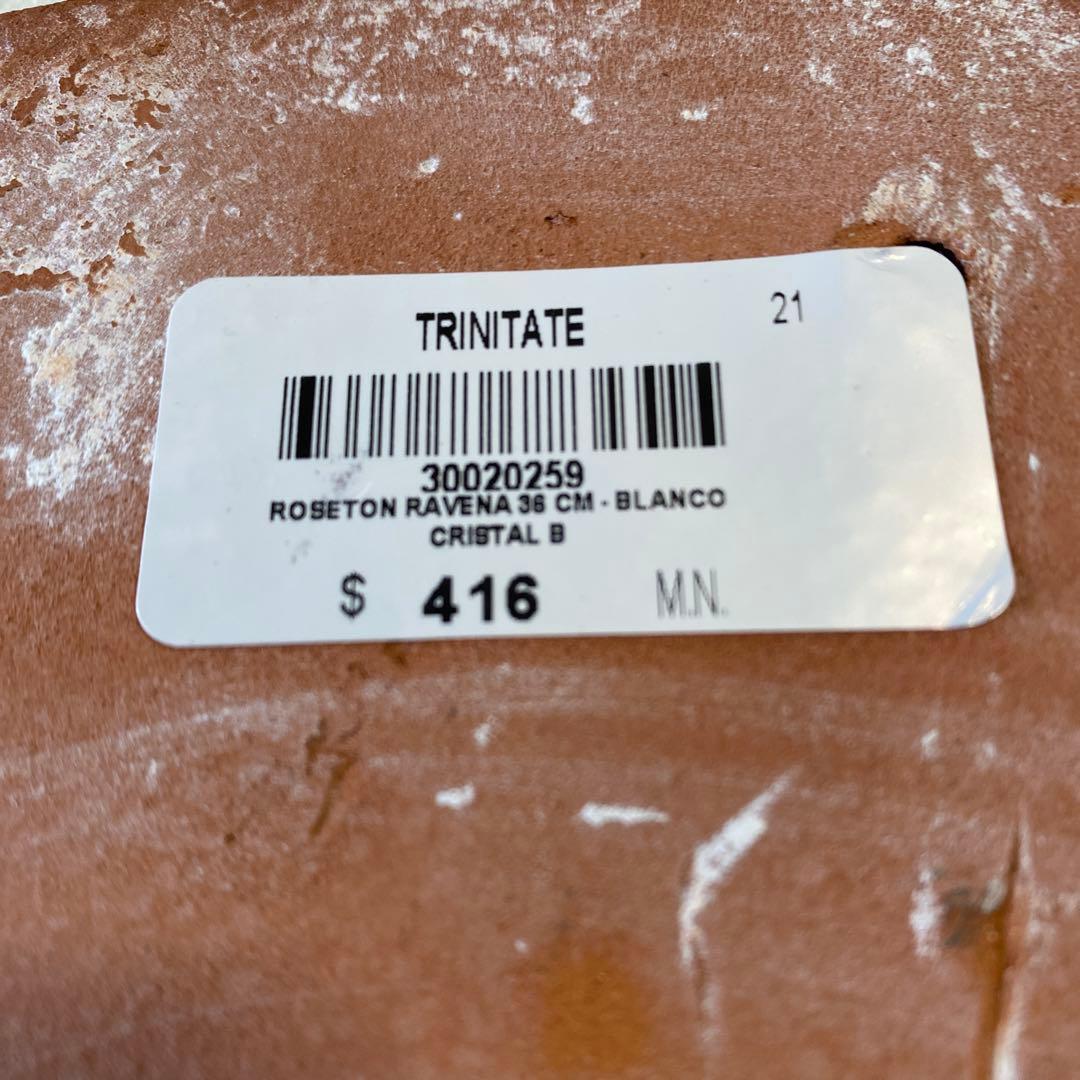 TRINITATE 21
30020259
ROSETON RAVENA 36 CM - BLANCO
CRISTAL B
$ 416 M.N.